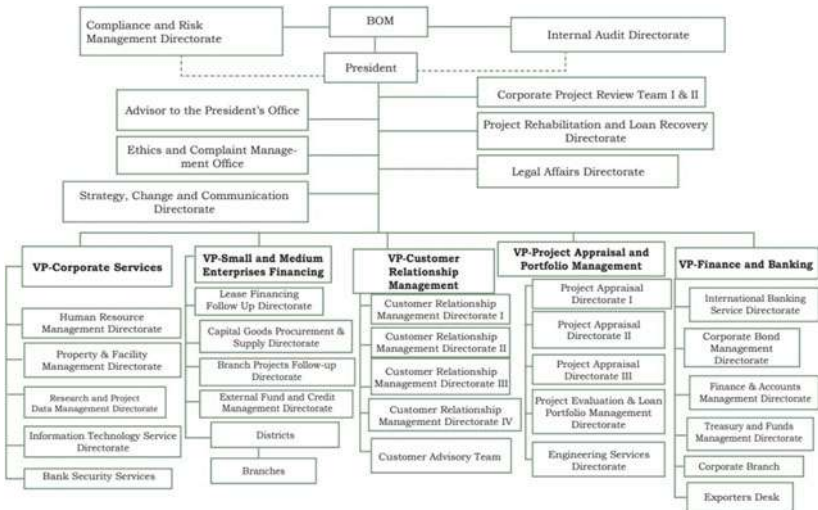 Compliance and Risk
Management Directorate
BOM
Internal Audit Directorate
President
Advisor to the President's Office
Corporate Project Review Team I & II
Ethics and Complaint Manage-
ment Office
Project Rehabilitation and Loan Recovery
Directorate
Strategy, Change and Communication
Directorate
Legal Affairs Directorate
VP-Corporate Services
Human Resource
Management Directorate
Property & Facility
Management Directorate
Research and Project
Data Management Directorate
Information Technology Service
Directorate
Bank Security Services
VP-Small and Medium
Enterprises Financing
Lease Financing
Follow Up Directorate
Capital Goods Procurement &
Supply Directorate
Branch Projects Follow-up
Directorate
External Fund and Credit
Management Directorate
Districts
Branches
VP-Customer
Relationship
Management
Customer Relationship
Management Directorate I
Customer Relationship
Management Directorate II
Customer Relationship
Management Directorate III
Customer Relationship
Management Directorate IV
Customer Advisory Team
VP-Project Appraisal and
Portfolio Management
Project Appraisal
Directorate I
Project Appraisal
Directorate II
Project Appraisal
Directorate III
Project Evaluation & Loan
Portfolio Management
Directorate
Engineering Services
Directorate
VP-Finance and Banking
International Banking
Service Directorate
Corporate Bond
Management
Directorate
Finance & Accounts
Management Directorate
Treasury and Funds
Management Directorate
Corporate Branch
Exporters Desk